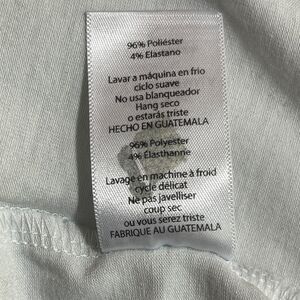 96% Poliéster
4% Elastano
Lavar a máquina en frio
ciclo suave
No usa blanqueador
Hang seco
o estarás triste
HECHO EN GUATEMALA
96% Polyester
4% Elasthanne
Lavage en machine à froid
cycle délicat
Ne pas javelliser
coup sec
ou vous serez triste
FABRIQUE AU GUATEMALA